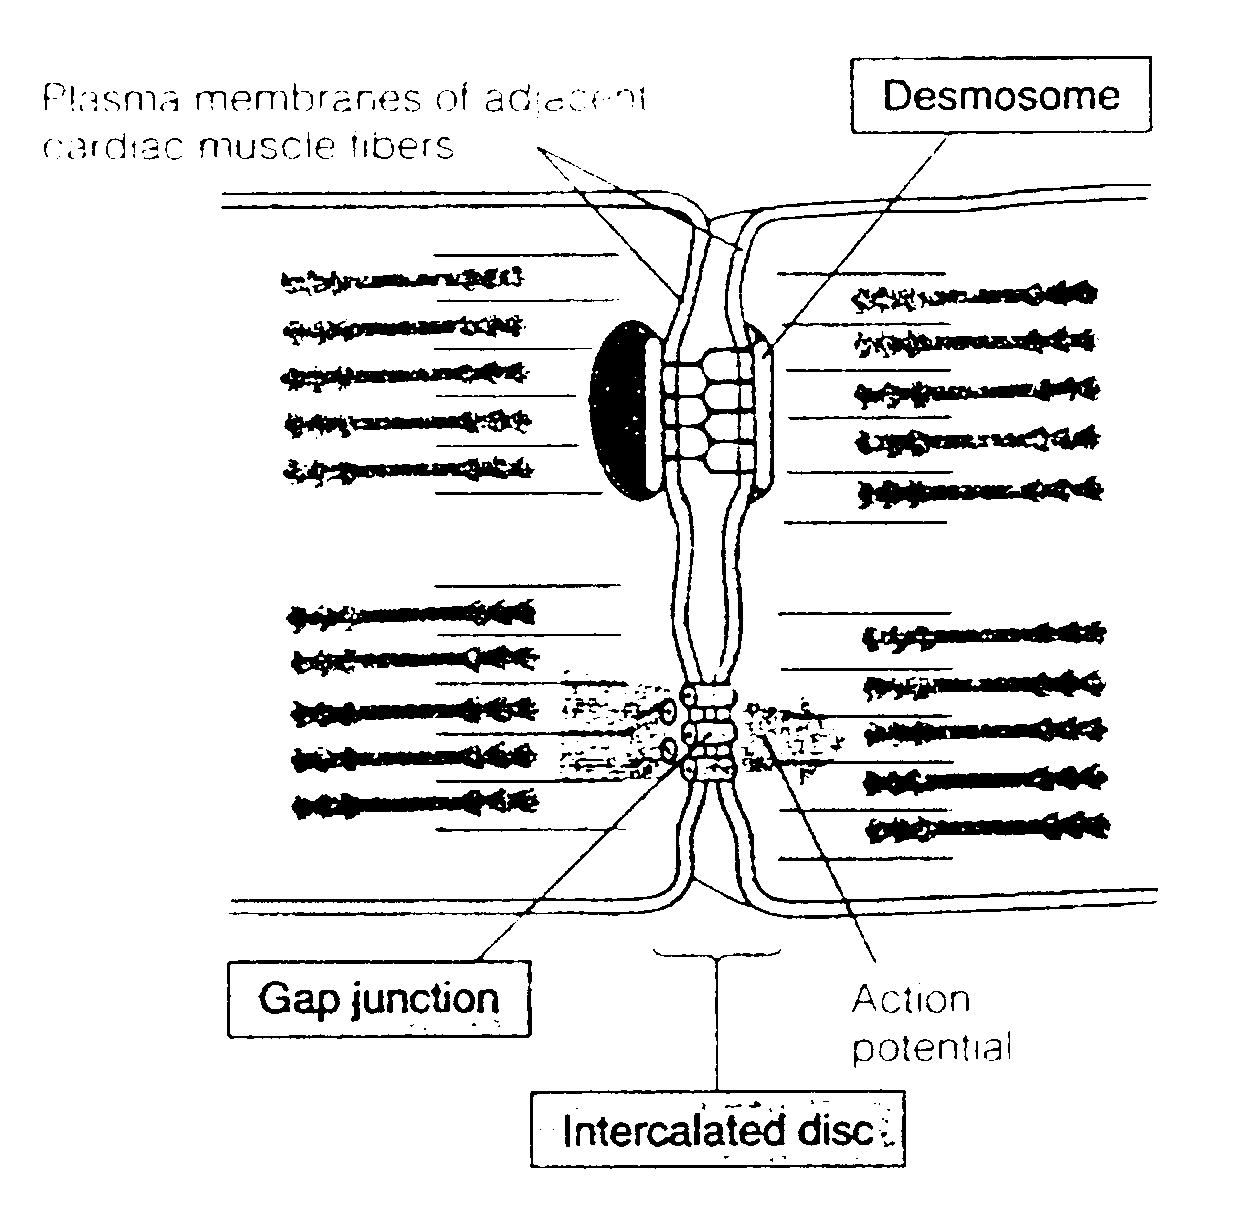 Plasma membranes of adjacent
cardiac muscle fibers
Desmosome
Gap junction
Action
potential
Intercalated disc